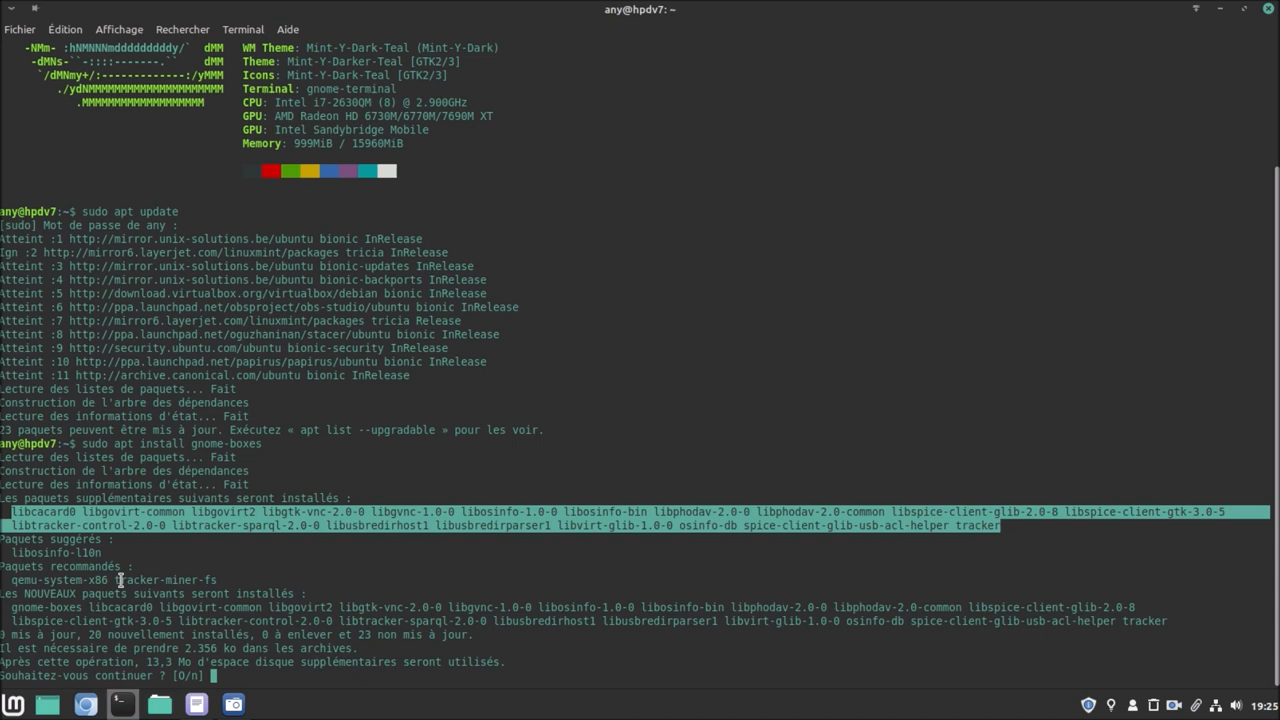 any@hpdv7: ~
Fichier Édition Affichage Rechercher Terminal Aide
-NMm- :hNMNNNmdddddddddy/` dMM WM Theme: Mint-Y-Dark-Teal (Mint-Y-Dark)
-dMNs-``-::::-------.`` dMM Theme: Mint-Y-Darker-Teal [GTK2/3]
`/dMNmy+/:-------------:/yMMM Icons: Mint-Y-Dark-Teal [GTK2/3]
./ydNMMMMMMMMMMMMMMMMMMMMM Terminal: gnome-terminal
.MMMMMMMMMMMMMMMMMMM CPU: Intel i7-2630QM (8) @ 2.900GHz
GPU: AMD Radeon HD 6730M/6770M/7690M XT
GPU: Intel Sandybridge Mobile
Memory: 999MiB / 15960MiB
any@hpdv7:~$ sudo apt update
[sudo] Mot de passe de any :
Atteint :1 http://mirror.unix-solutions.be/ubuntu bionic InRelease
Ign :2 http://mirror6.layerjet.com/linuxmint/packages tricia InRelease
Atteint :3 http://mirror.unix-solutions.be/ubuntu bionic-updates InRelease
Atteint :4 http://mirror.unix-solutions.be/ubuntu bionic-backports InRelease
Atteint :5 http://download.virtualbox.org/virtualbox/debian bionic InRelease
Atteint :6 http://ppa.launchpad.net/obsproject/obs-studio/ubuntu bionic InRelease
Atteint :7 http://mirror6.layerjet.com/linuxmint/packages tricia Release
Atteint :8 http://ppa.launchpad.net/oguzhaninan/stacer/ubuntu bionic InRelease
Atteint :9 http://security.ubuntu.com/ubuntu bionic-security InRelease
Atteint :10 http://ppa.launchpad.net/papirus/papirus/ubuntu bionic InRelease
Atteint :11 http://archive.canonical.com/ubuntu bionic InRelease
Lecture des listes de paquets... Fait
Construction de l'arbre des dépendances
Lecture des informations d'état... Fait
23 paquets peuvent être mis à jour. Exécutez « apt list --upgradable » pour les voir.
any@hpdv7:~$ sudo apt install gnome-boxes
Lecture des listes de paquets... Fait
Construction de l'arbre des dépendances
Lecture des informations d'état... Fait
Les paquets supplémentaires suivants seront installés :
libcacard0 libgovirt-common libgovirt2 libgtk-vnc-2.0-0 libgvnc-1.0-0 libosinfo-1.0-0 libosinfo-bin libphodav-2.0-0 libphodav-2.0-common libspice-client-glib-2.0-8 libspice-client-gtk-3.0-5
libtracker-control-2.0-0 libtracker-sparql-2.0-0 libusbredirhost1 libusbredirparser1 libvirt-glib-1.0-0 osinfo-db spice-client-glib-usb-acl-helper tracker
Paquets suggérés :
libosinfo-l10n
Paquets recommandés :
qemu-system-x86 tracker-miner-fs
Les NOUVEAUX paquets suivants seront installés :
gnome-boxes libcacard0 libgovirt-common libgovirt2 libgtk-vnc-2.0-0 libgvnc-1.0-0 libosinfo-1.0-0 libosinfo-bin libphodav-2.0-0 libphodav-2.0-common libspice-client-glib-2.0-8
libspice-client-gtk-3.0-5 libtracker-control-2.0-0 libtracker-sparql-2.0-0 libusbredirhost1 libusbredirparser1 libvirt-glib-1.0-0 osinfo-db spice-client-glib-usb-acl-helper tracker
0 mis à jour, 20 nouvellement installés, 0 à enlever et 23 non mis à jour.
Il est nécessaire de prendre 2.356 ko dans les archives.
Après cette opération, 13,3 Mo d'espace disque supplémentaires seront utilisés.
Souhaitez-vous continuer ? [O/n]
19:25